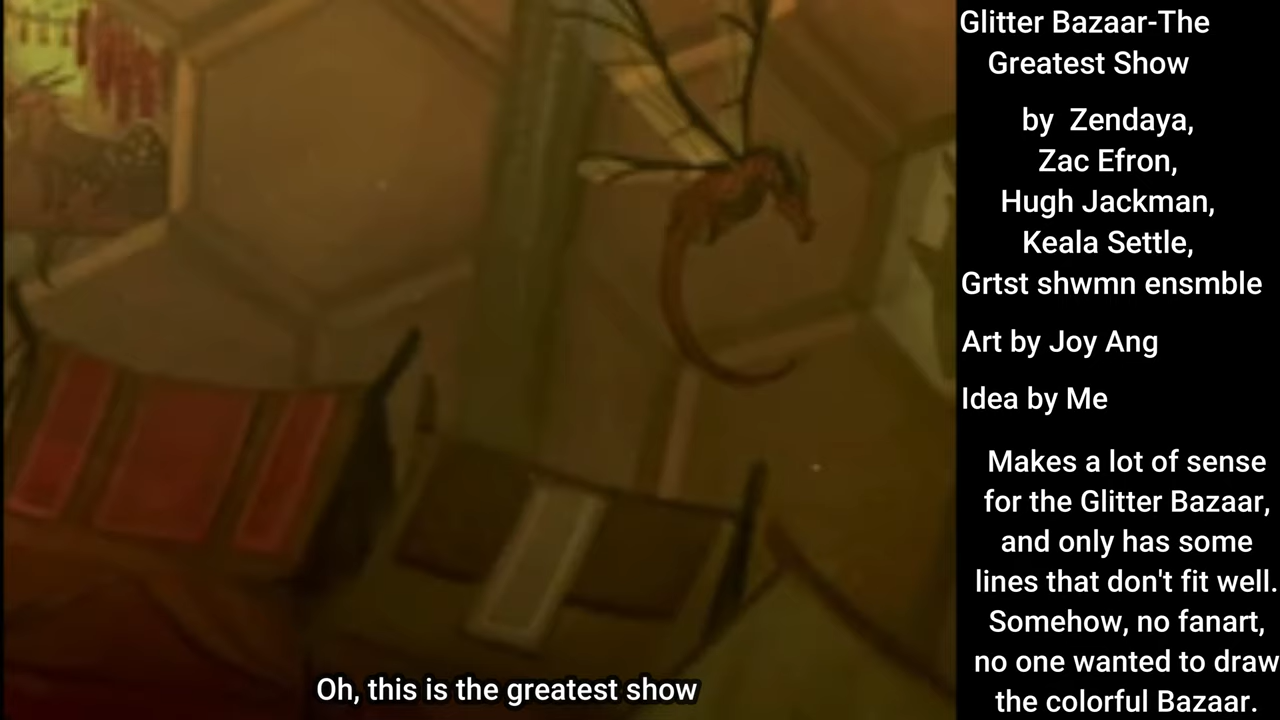 Glitter Bazaar-The
Greatest Show
by Zendaya,
Zac Efron,
Hugh Jackman,
Keala Settle,
Grtst shwmn ensmble
Art by Joy Ang
Idea by Me
Makes a lot of sense
for the Glitter Bazaar,
and only has some
lines that don't fit well.
Somehow, no fanart,
no one wanted to draw
the colorful Bazaar.
Oh, this is the greatest show